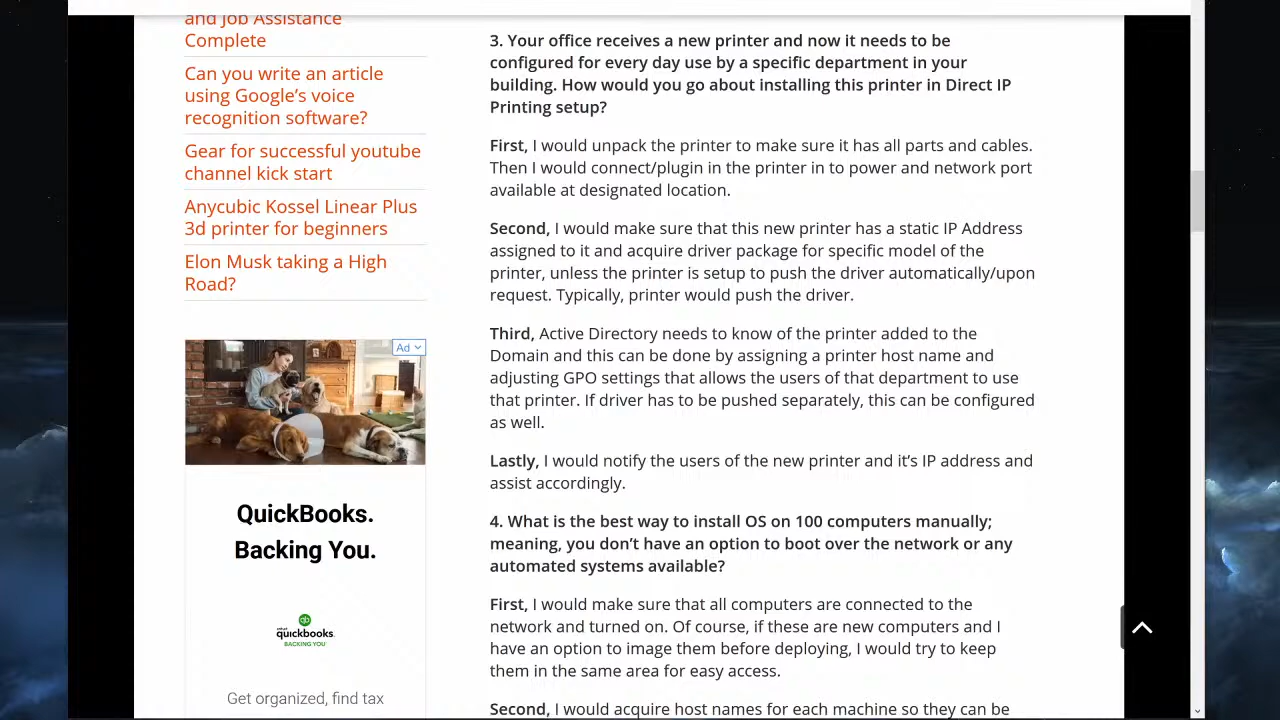 and Job Assistance
Complete
Can you write an article
using Google's voice
recognition software?
Gear for successful youtube
channel kick start
Anycubic Kossel Linear Plus
3d printer for beginners
Elon Musk taking a High
Road?
Ad
QuickBooks.
Backing You.
intuit
quickbooks.
BACKING YOU
Get organized, find tax
3. Your office receives a new printer and now it needs to be
configured for every day use by a specific department in your
building. How would you go about installing this printer in Direct IP
Printing setup?
First, I would unpack the printer to make sure it has all parts and cables.
Then I would connect/plugin in the printer in to power and network port
available at designated location.
Second, I would make sure that this new printer has a static IP Address
assigned to it and acquire driver package for specific model of the
printer, unless the printer is setup to push the driver automatically/upon
request. Typically, printer would push the driver.
Third, Active Directory needs to know of the printer added to the
Domain and this can be done by assigning a printer host name and
adjusting GPO settings that allows the users of that department to use
that printer. If driver has to be pushed separately, this can be configured
as well.
Lastly, I would notify the users of the new printer and it's IP address and
assist accordingly.
4. What is the best way to install OS on 100 computers manually;
meaning, you don't have an option to boot over the network or any
automated systems available?
First, I would make sure that all computers are connected to the
network and turned on. Of course, if these are new computers and I
have an option to image them before deploying, I would try to keep
them in the same area for easy access.
Second, I would acquire host names for each machine so they can be